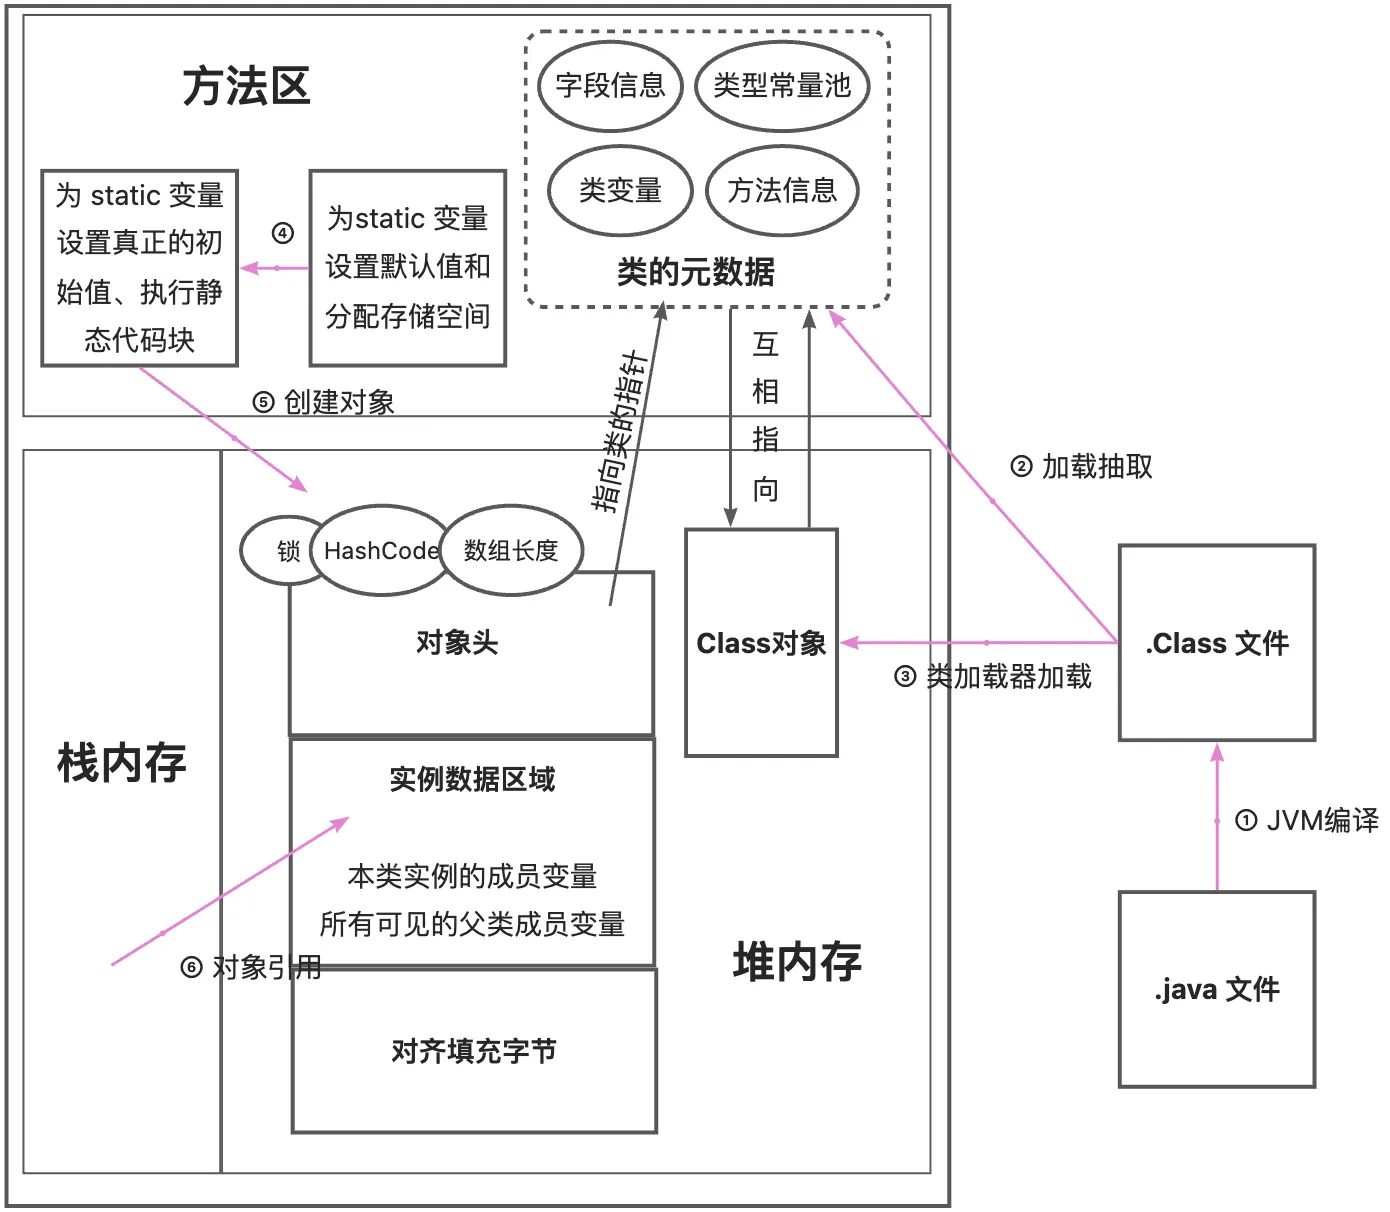 方法区
字段信息
类型常量池
类变量
方法信息
类的元数据
为 static 变量
设置真正的初
始值、执行静
态代码块
④
为static 变量
设置默认值和
分配存储空间
⑤ 创建对象
指向类的指针
互
相
指
向
② 加载抽取
锁
HashCode
数组长度
对象头
Class对象
③ 类加载器加载
.Class 文件
栈内存
实例数据区域
本类实例的成员变量
所有可见的父类成员变量
① JVM编译
⑥ 对象引用
堆内存
.java 文件
对齐填充字节